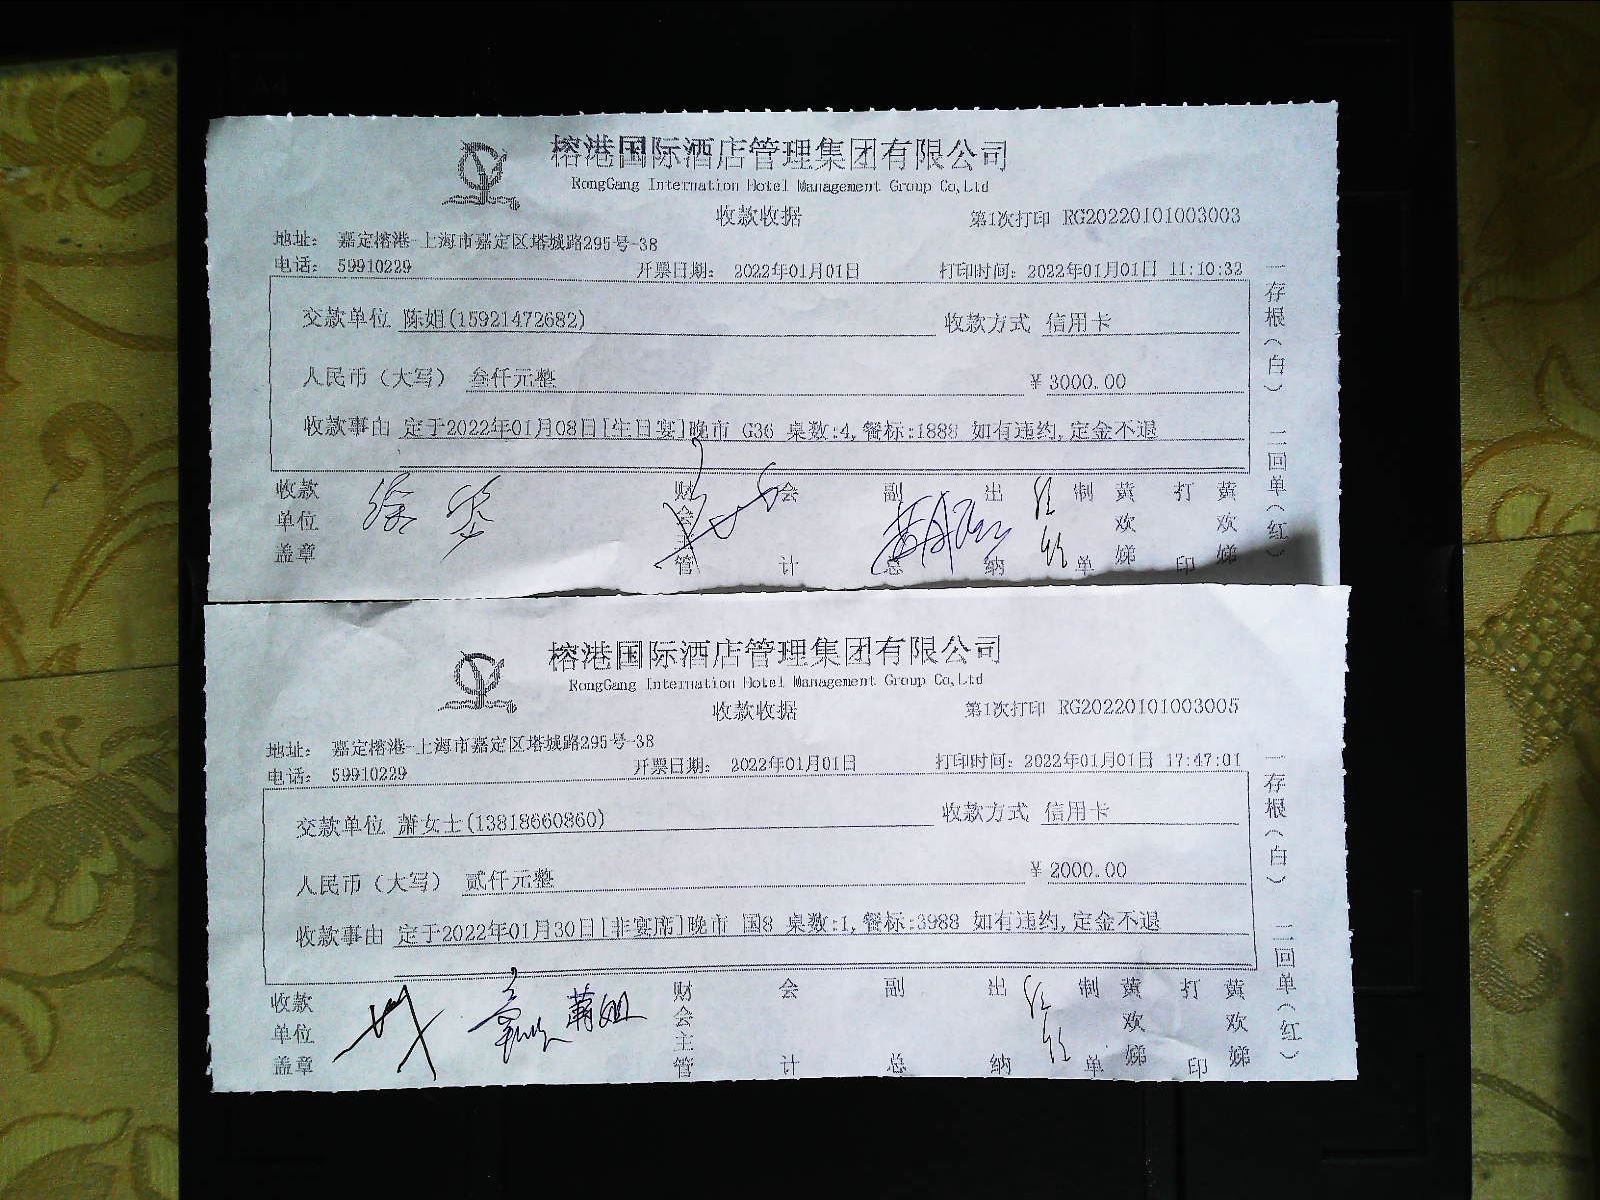 榕港国际酒店管理集团有限公司
RongGang Internation Hotel Management Group Co,Ltd
收款收据 第1次打印 RG20220101003003
地址： 嘉定榕港-上海市嘉定区塔城路295号-38
电话： 59910229 开票日期： 2022年01月01日 打印时间：2022年01月01日 11:10:32
交款单位 陈姐(15921472682) 收款方式 信用卡
人民币（大写） 叁仟元整 ¥ 3000.00
收款事由 定于2022年01月08日[生日宴]晚市 G36 桌数:4,餐标:1888 如有违约,定金不退
收款单位盖章 财会主管 会计 副总 出纳 制单 黄欢娣 打印 黄欢娣
一存根（白） 二回单（红）
榕港国际酒店管理集团有限公司
RongGang Internation Hotel Management Group Co,Ltd
收款收据 第1次打印 RG20220101003005
地址： 嘉定榕港-上海市嘉定区塔城路295号-38
电话： 59910229 开票日期： 2022年01月01日 打印时间：2022年01月01日 17:47:01
交款单位 萧女士(13818660860) 收款方式 信用卡
人民币（大写） 贰仟元整 ¥ 2000.00
收款事由 定于2022年01月30日[非宴席]晚市 国8 桌数:1,餐标:3988 如有违约,定金不退
收款单位盖章 萧姐 财会主管 会计 副总 出纳 制单 黄欢娣 打印 黄欢娣
一存根（白） 二回单（红）